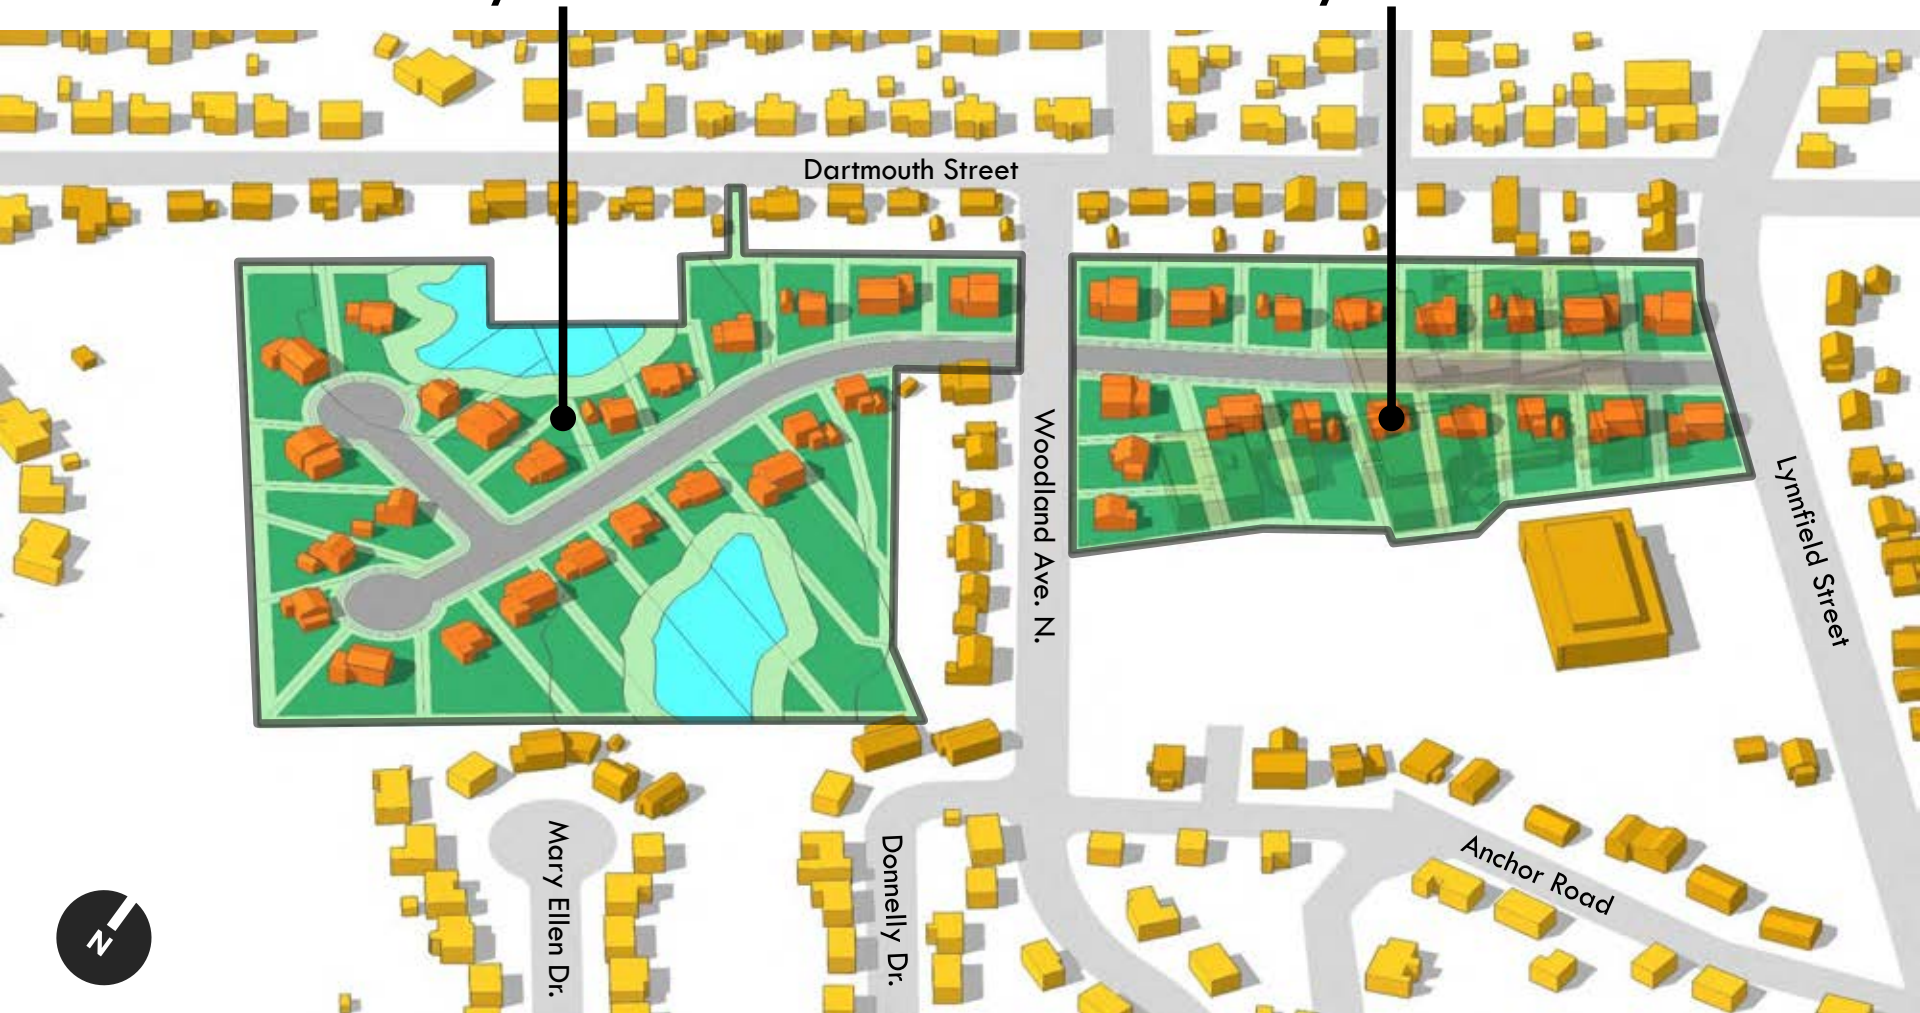 Dartmouth Street
Woodland Ave. N.
Lynnfield Street
Mary Ellen Dr.
Donnelly Dr.
Anchor Road
N